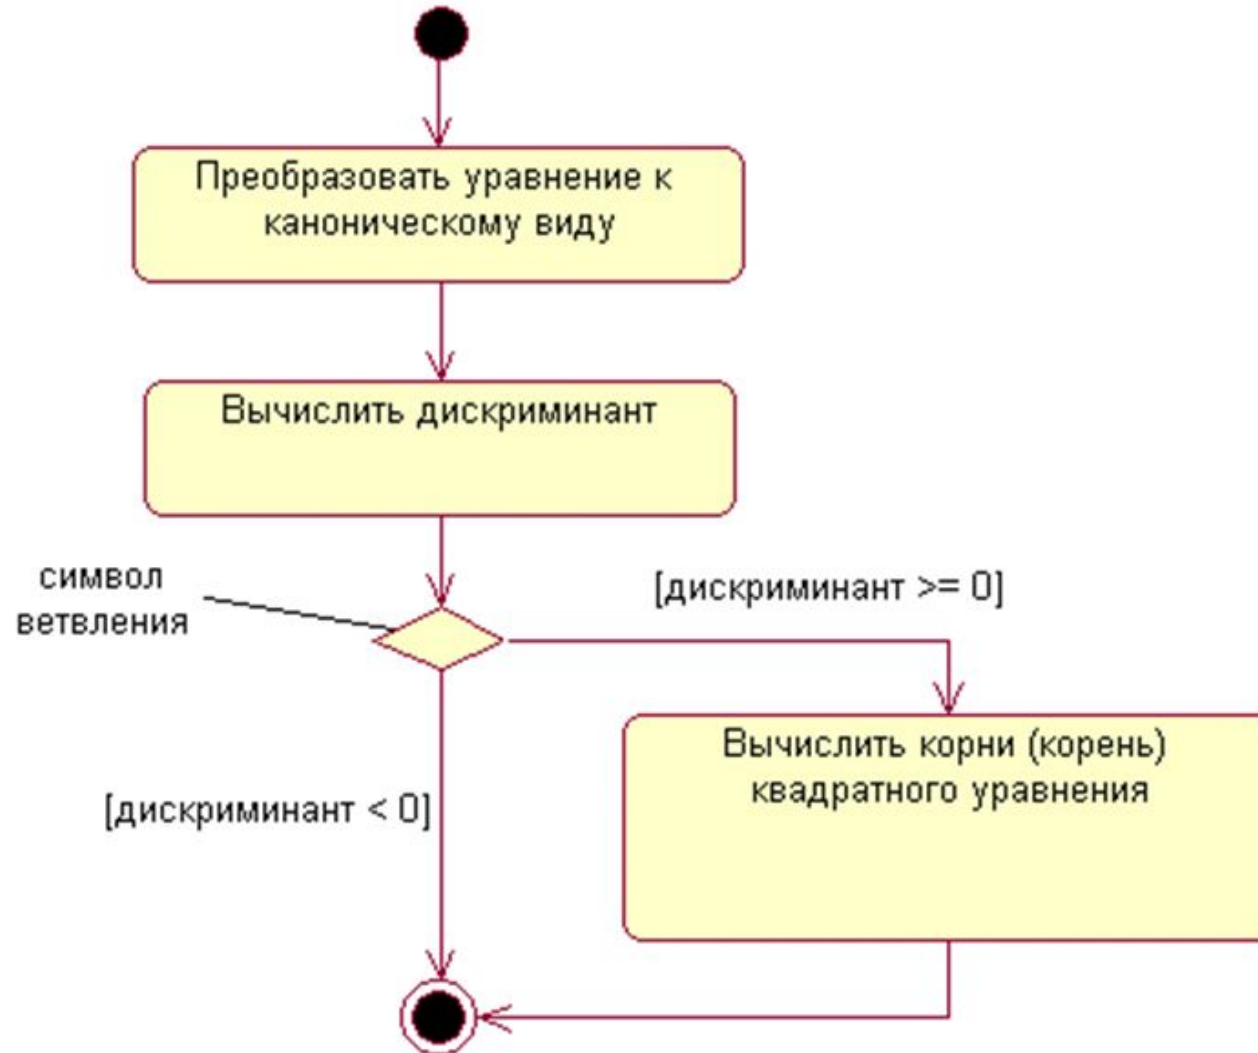 Преобразовать уравнение к
каноническому виду
Вычислить дискриминант
символ
ветвления
[дискриминант >= 0]
Вычислить корни (корень)
квадратного уравнения
[дискриминант < 0]